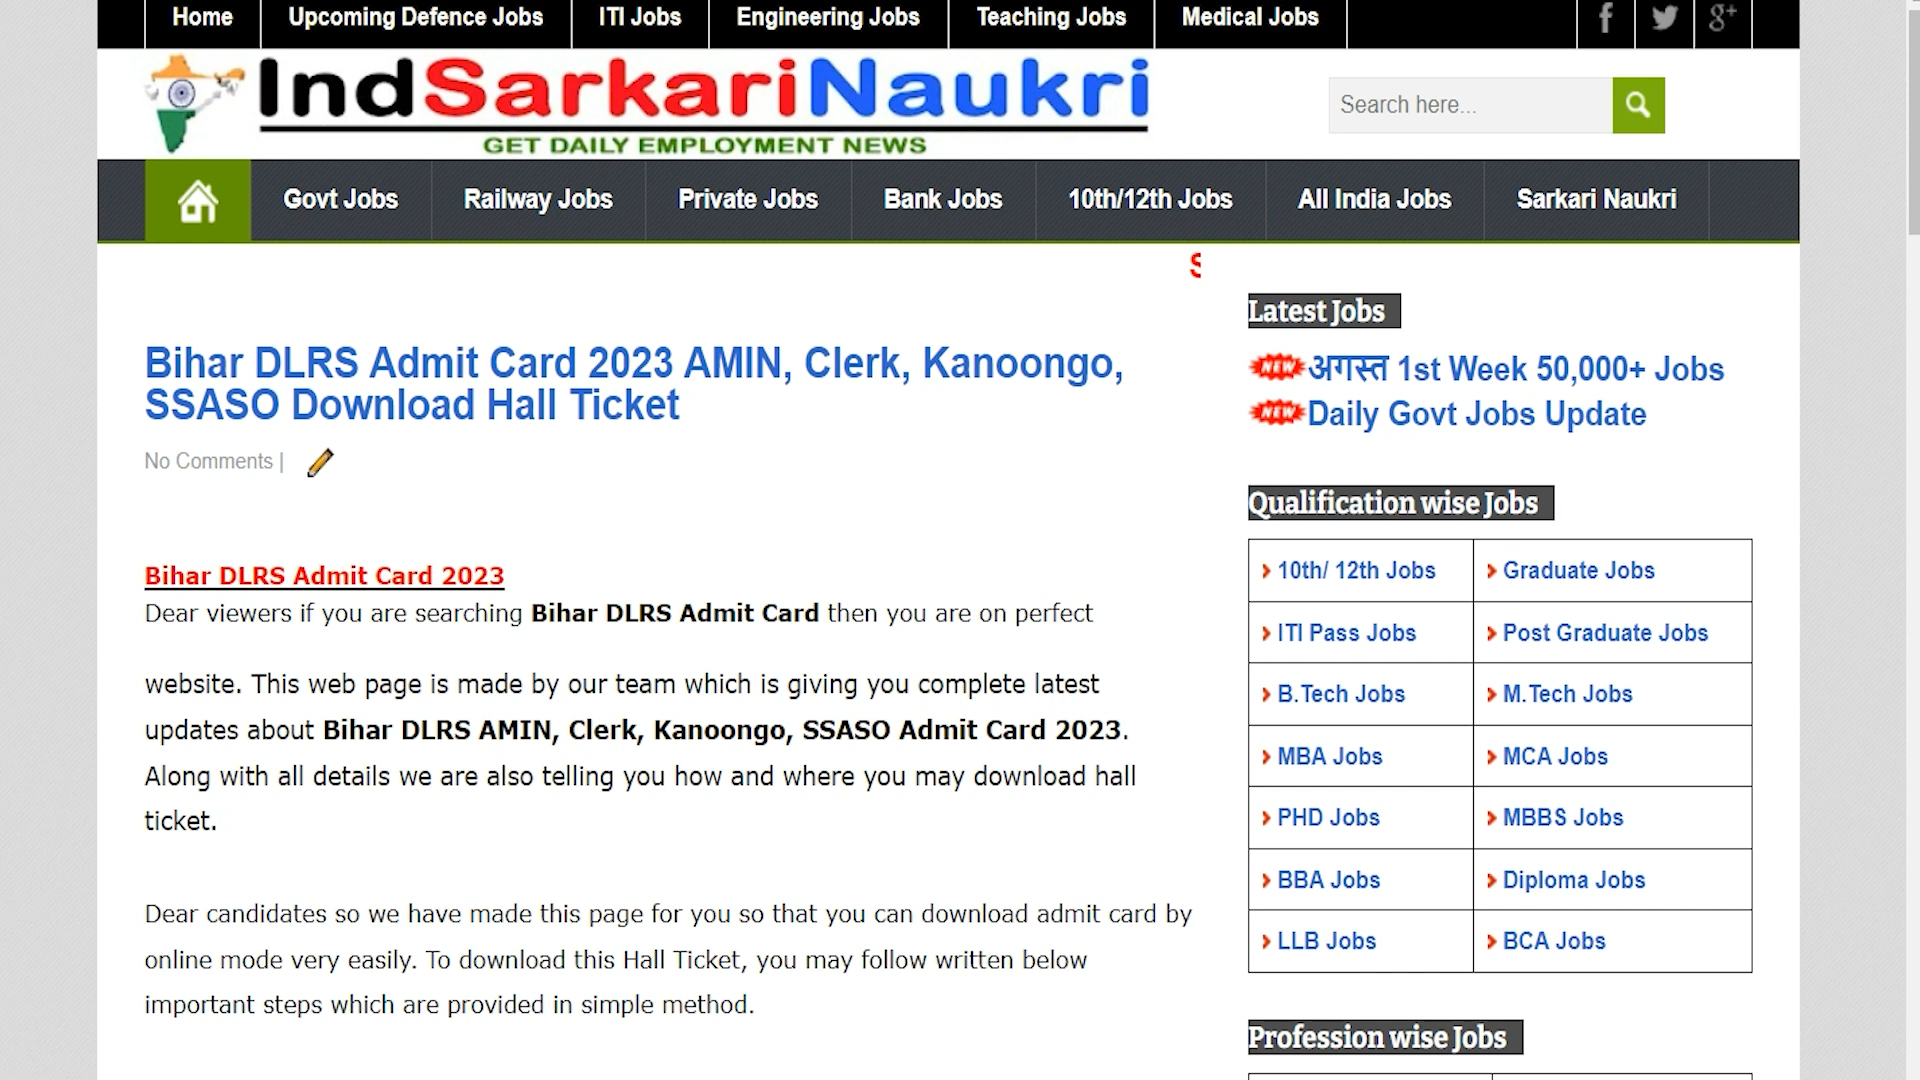 Home Upcoming Defence Jobs ITI Jobs Engineering Jobs Teaching Jobs Medical Jobs
IndSarkariNaukri
GET DAILY EMPLOYMENT NEWS
Search here...
Govt Jobs Railway Jobs Private Jobs Bank Jobs 10th/12th Jobs All India Jobs Sarkari Naukri
Bihar DLRS Admit Card 2023 AMIN, Clerk, Kanoongo,
SSASO Download Hall Ticket
No Comments |
Bihar DLRS Admit Card 2023
Dear viewers if you are searching Bihar DLRS Admit Card then you are on perfect
website. This web page is made by our team which is giving you complete latest
updates about Bihar DLRS AMIN, Clerk, Kanoongo, SSASO Admit Card 2023.
Along with all details we are also telling you how and where you may download hall
ticket.
Dear candidates so we have made this page for you so that you can download admit card by
online mode very easily. To download this Hall Ticket, you may follow written below
important steps which are provided in simple method.
Latest Jobs
NEW अगस्त 1st Week 50,000+ Jobs
NEW Daily Govt Jobs Update
Qualification wise Jobs
10th/ 12th Jobs Graduate Jobs
ITI Pass Jobs Post Graduate Jobs
B.Tech Jobs M.Tech Jobs
MBA Jobs MCA Jobs
PHD Jobs MBBS Jobs
BBA Jobs Diploma Jobs
LLB Jobs BCA Jobs
Profession wise Jobs